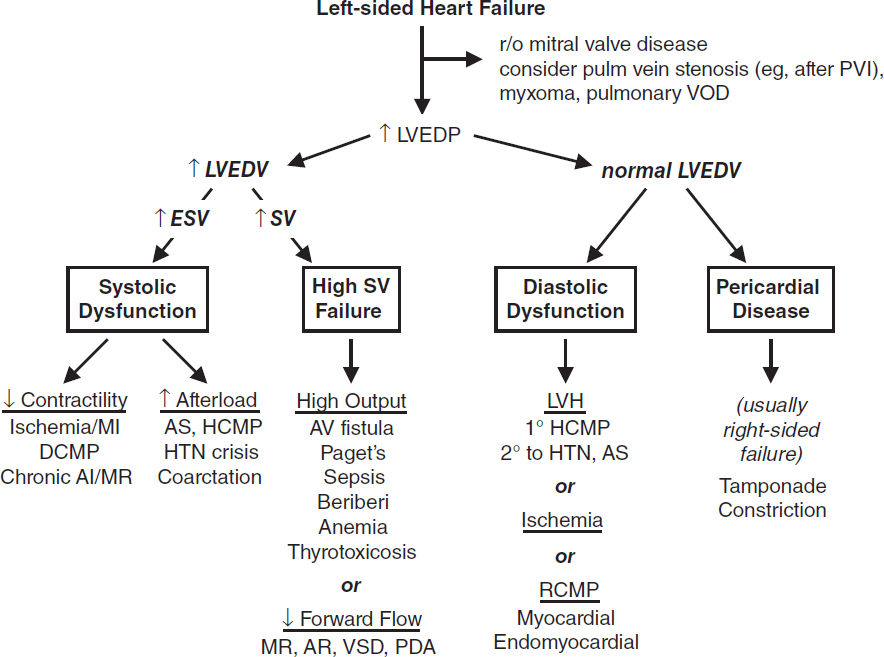 Left-sided Heart Failure
r/o mitral valve disease
consider pulm vein stenosis (eg, after PVI),
myxoma, pulmonary VOD
↑ LVEDP
↑ LVEDV
normal LVEDV
↑ ESV
↑ SV
Systolic
Dysfunction
High SV
Failure
Diastolic
Dysfunction
Pericardial
Disease
↓ Contractility
Ischemia/MI
DCMP
Chronic AI/MR
↑ Afterload
AS, HCMP
HTN crisis
Coarctation
High Output
AV fistula
Paget's
Sepsis
Beriberi
Anemia
Thyrotoxicosis
or
↓ Forward Flow
MR, AR, VSD, PDA
LVH
1° HCMP
2° to HTN, AS
or
Ischemia
or
RCMP
Myocardial
Endomyocardial
(usually
right-sided
failure)
Tamponade
Constriction